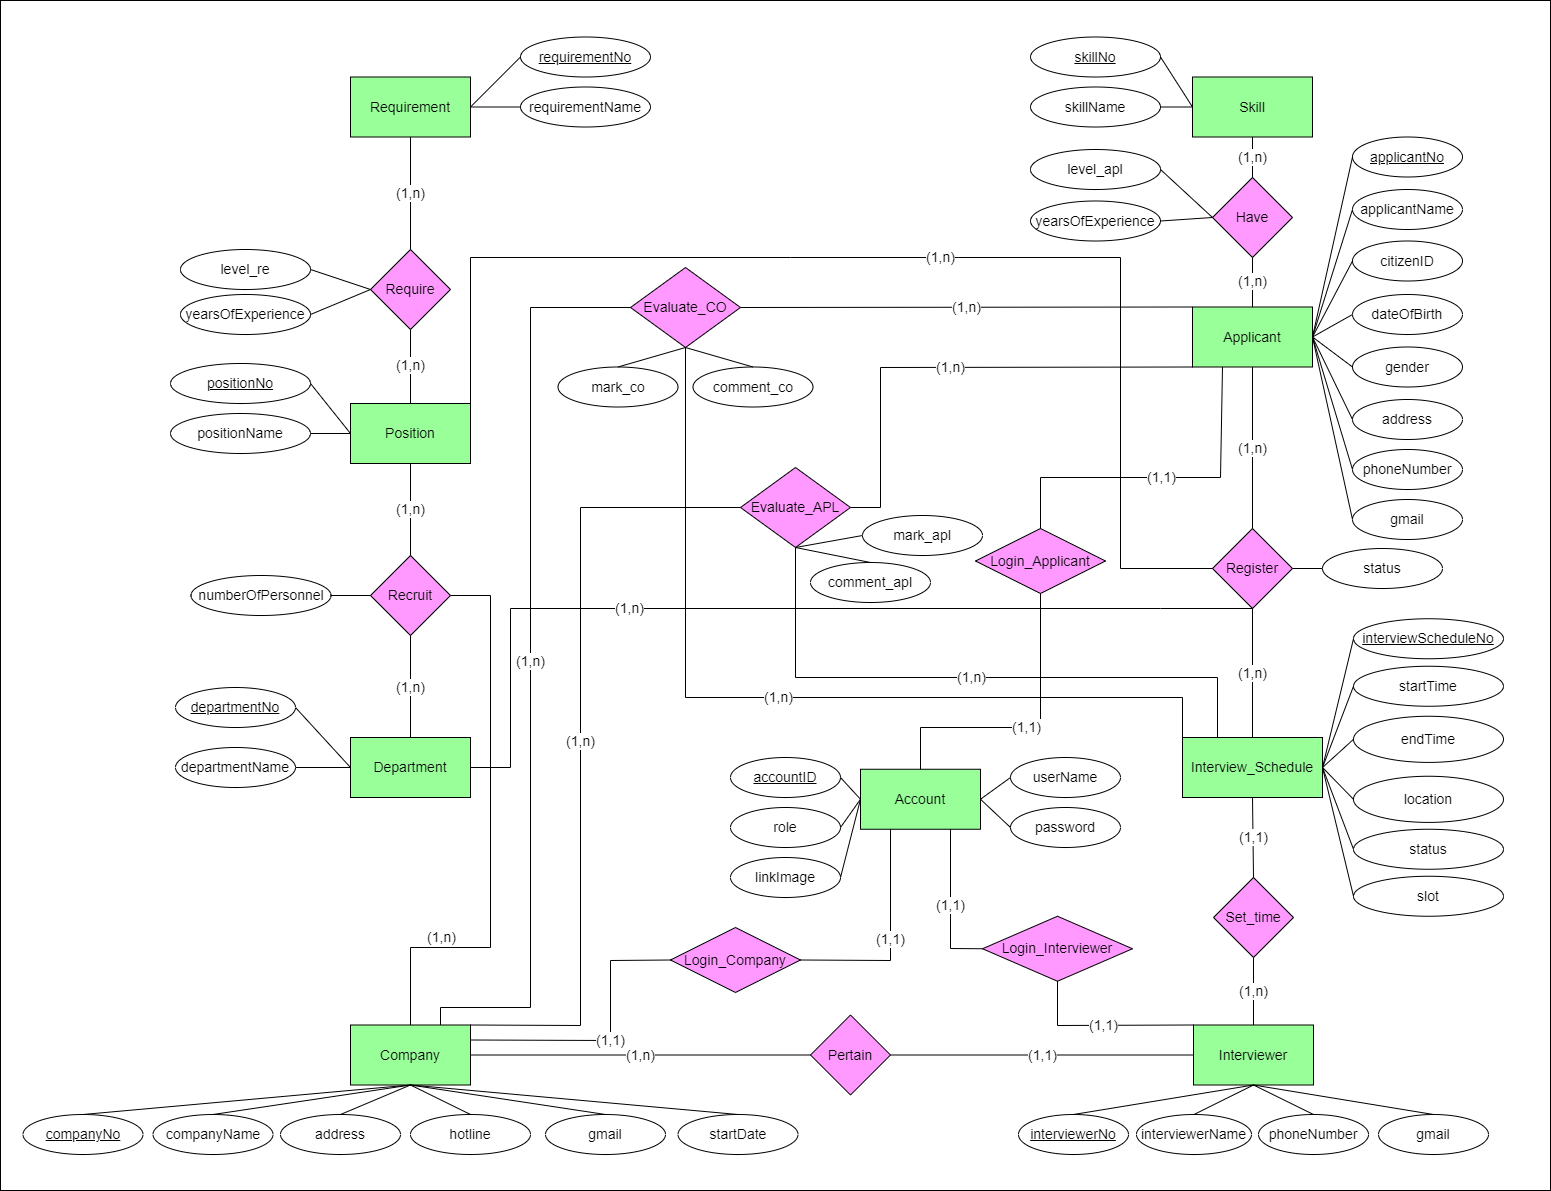 requirementNo
skillNo
Requirement
requirementName
skillName
Skill
(1,n)
applicantNo
level_apl
(1,n)
applicantName
yearsOfExperience
Have
(1,n)
citizenID
level_re
(1,n)
Require
Evaluate_CO
(1,n)
yearsOfExperience
dateOfBirth
Applicant
(1,n)
(1,n)
gender
positionNo
mark_co
comment_co
address
positionName
Position
(1,n)
phoneNumber
(1,1)
(1,n)
Evaluate_APL
gmail
mark_apl
Login_Applicant
Register
status
comment_apl
numberOfPersonnel
Recruit
(1,n)
interviewScheduleNo
(1,n)
(1,n)
(1,n)
(1,n)
startTime
(1,n)
departmentNo
(1,1)
endTime
(1,n)
departmentName
Department
Interview_Schedule
accountID
userName
Account
location
role
password
(1,1)
status
linkImage
slot
(1,1)
Set_time
(1,n)
(1,1)
Login_Interviewer
Login_Company
(1,n)
(1,1)
(1,1)
Company
(1,n)
Pertain
(1,1)
Interviewer
companyNo
companyName
address
hotline
gmail
startDate
interviewerNo
interviewerName
phoneNumber
gmail